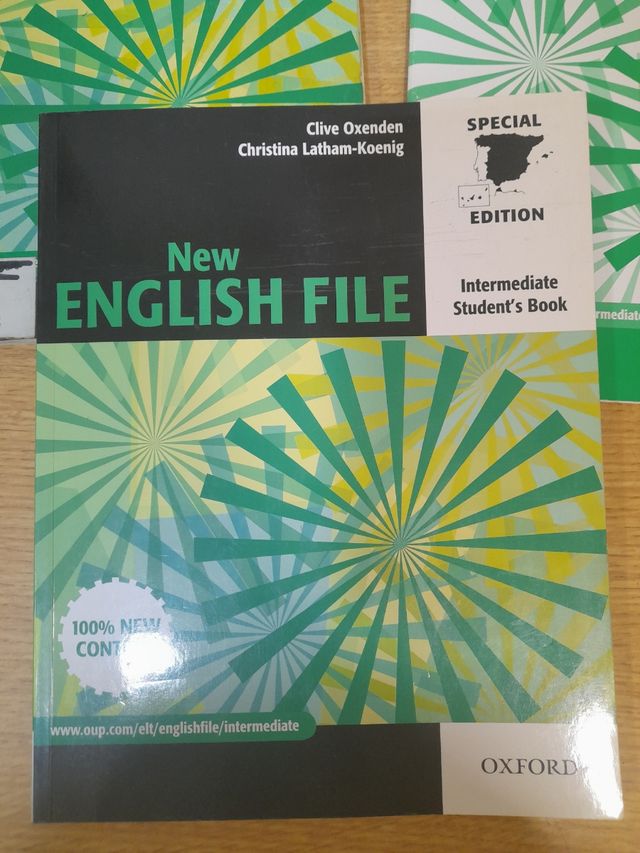 Clive Oxenden
Christina Latham-Koenig
SPECIAL
EDITION
New
ENGLISH FILE
Intermediate
Student's Book
100% NEW
www.oup.com/elt/englishfile/intermediate
OXFORD